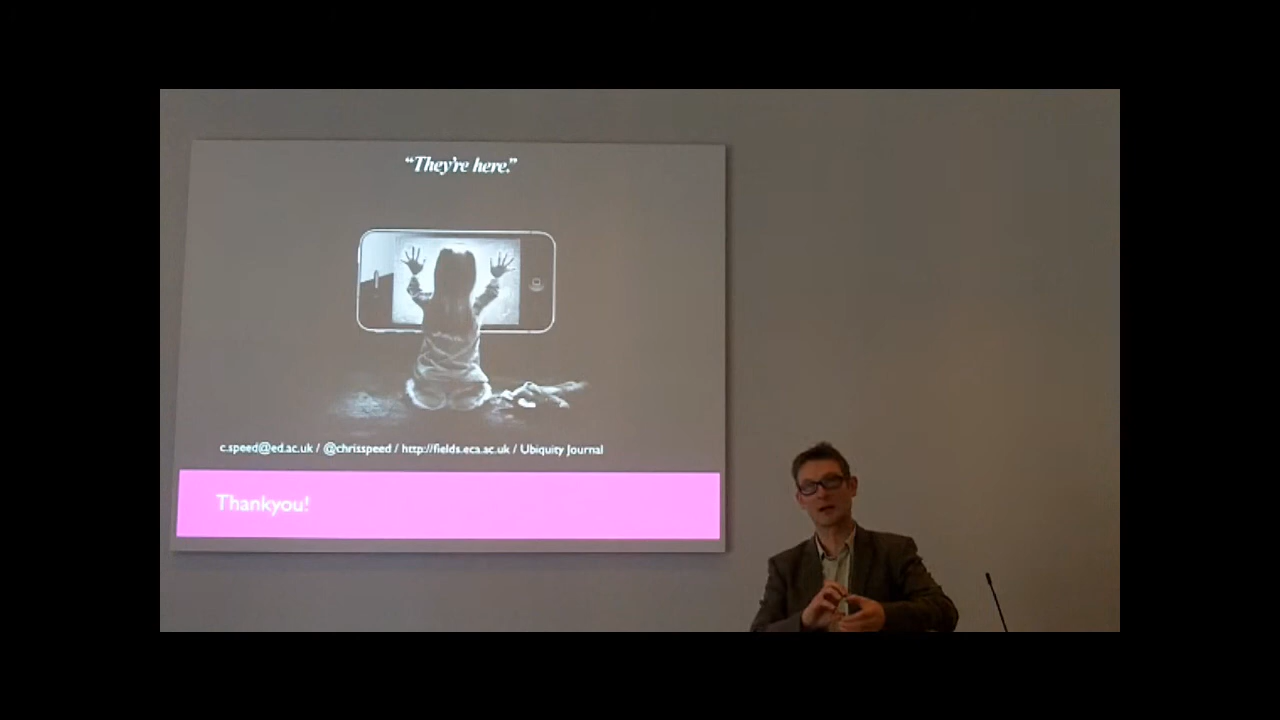 “They’re here.”
c.speed@ed.ac.uk / @chrisspeed / http://fields.eca.ac.uk / Ubiquity Journal
Thankyou!